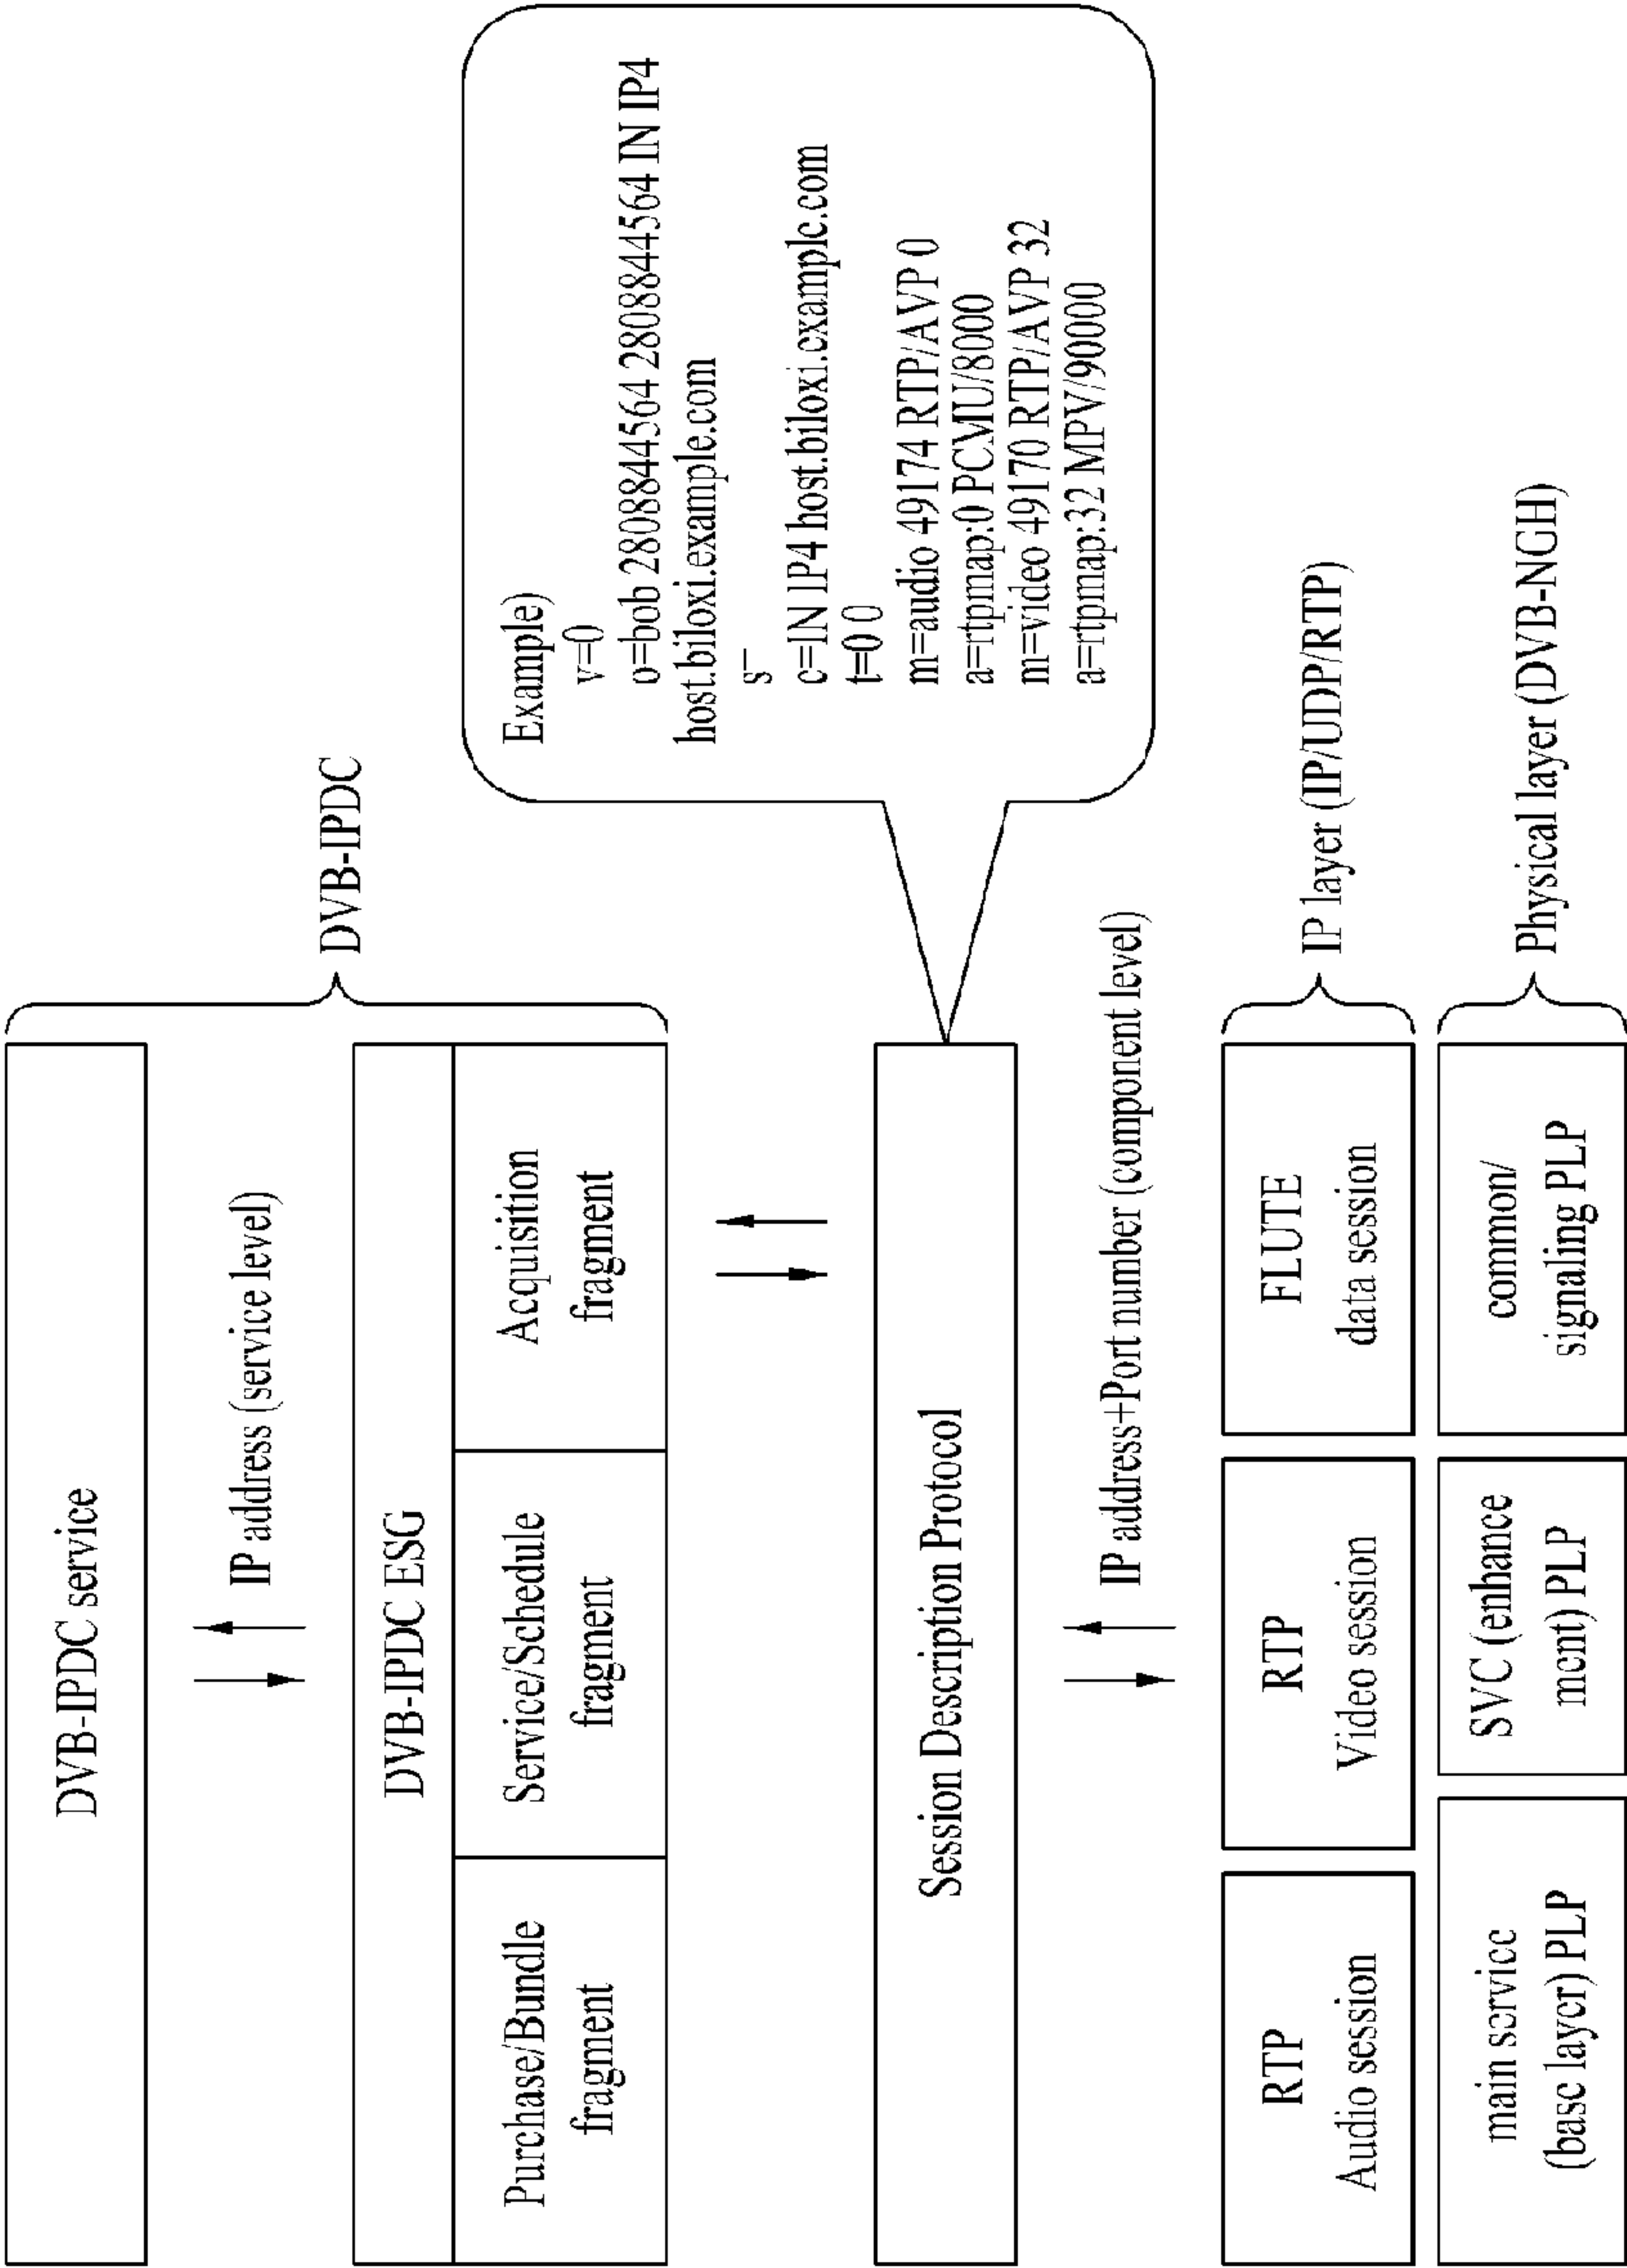 DVB-IPDC service
IP address (service level)
DVB-IPDC
DVB-IPDC ESG
Purchase/Bundle
fragment
Service/Schedule
fragment
Acquisition
fragment
Session Description Protocol
Example)
v=0
o=bob 2808844564 2808844564 IN IP4
host.biloxi.example.com
s–
c=IN IP4 host.biloxi.example.com
t=0 0
m=audio 49174 RTP/AVP 0
a=rtpmap:0 PCMU/8000
m=video 49170 RTP/AVP 32
a=rtpmap:32 MPV/90000
IP address+Port number (component level)
RTP
Audio session
RTP
Video session
FLUTE
data session
IP layer (IP/UDP/RTP)
main service
(base layer) PLP
SVC (enhance
ment) PLP
common/
signaling PLP
Physical layer (DVB-NGH)